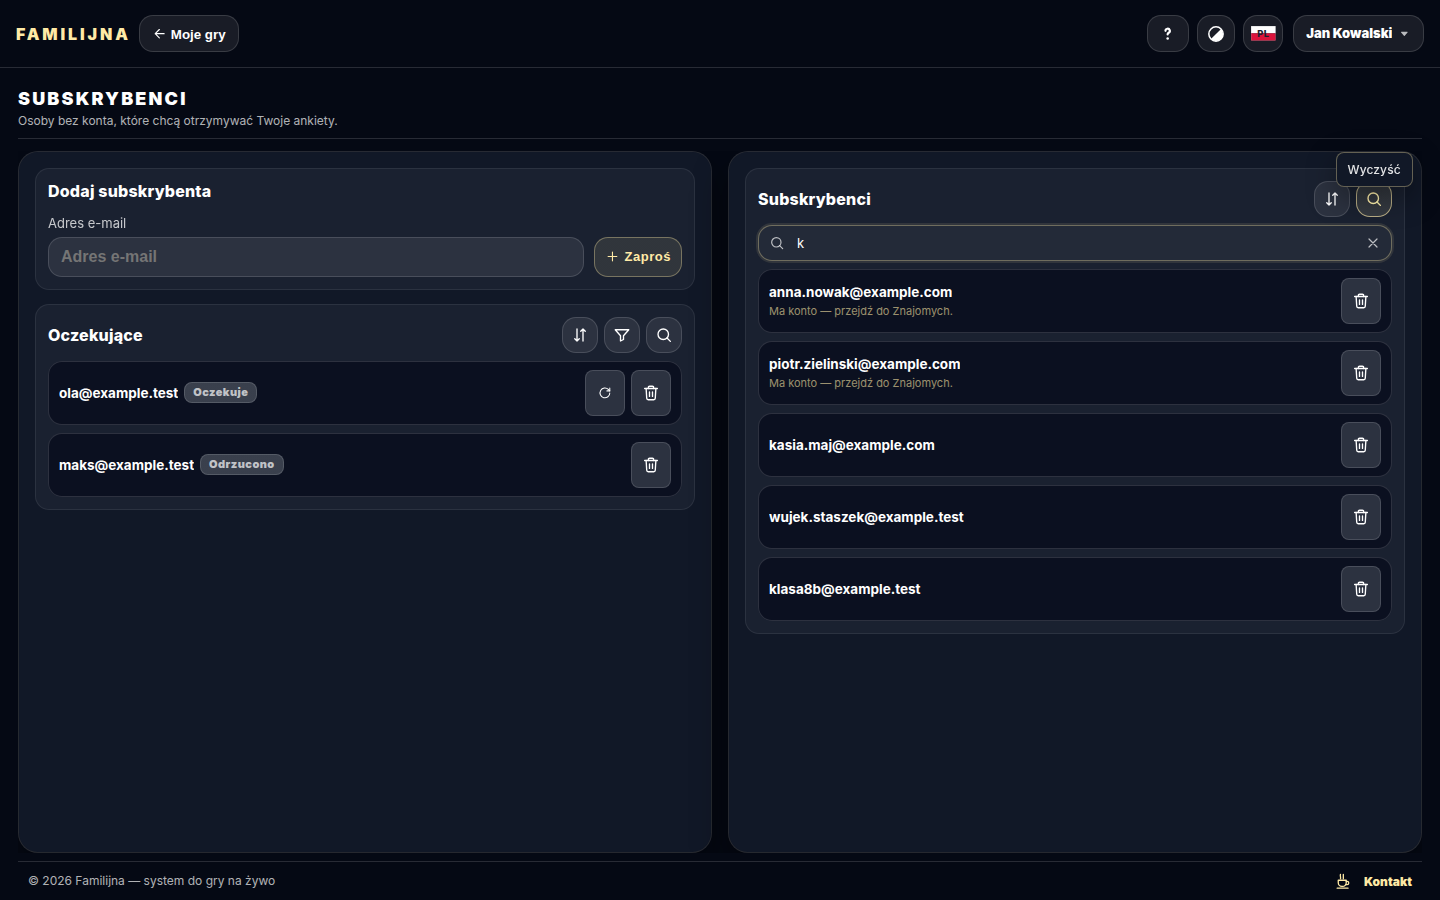 FAMILIJNA
Moje gry
?
PL
Jan Kowalski
SUBSKRYBENCI
Osoby bez konta, które chcą otrzymywać Twoje ankiety.
Dodaj subskrybenta
Adres e-mail
Adres e-mail
Zaproś
Oczekujące
ola@example.test Oczekuje
maks@example.test Odrzucono
Wyczyść
Subskrybenci
k
anna.nowak@example.com
Ma konto — przejdź do Znajomych.
piotr.zielinski@example.com
Ma konto — przejdź do Znajomych.
kasia.maj@example.com
wujek.staszek@example.test
klasa8b@example.test
© 2026 Familijna — system do gry na żywo
Kontakt